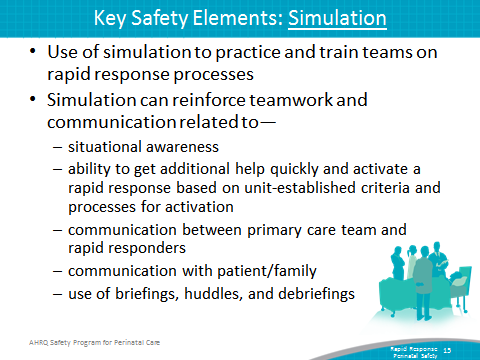 Key Safety Elements: Simulation
• Use of simulation to practice and train teams on
rapid response processes
• Simulation can reinforce teamwork and
communication related to—
– situational awareness
– ability to get additional help quickly and activate a
rapid response based on unit-established criteria and
processes for activation
– communication between primary care team and
rapid responders
– communication with patient/family
– use of briefings, huddles, and debriefings
AHRQ Safety Program for Perinatal Care
Rapid Response
Perinatal Safety
15